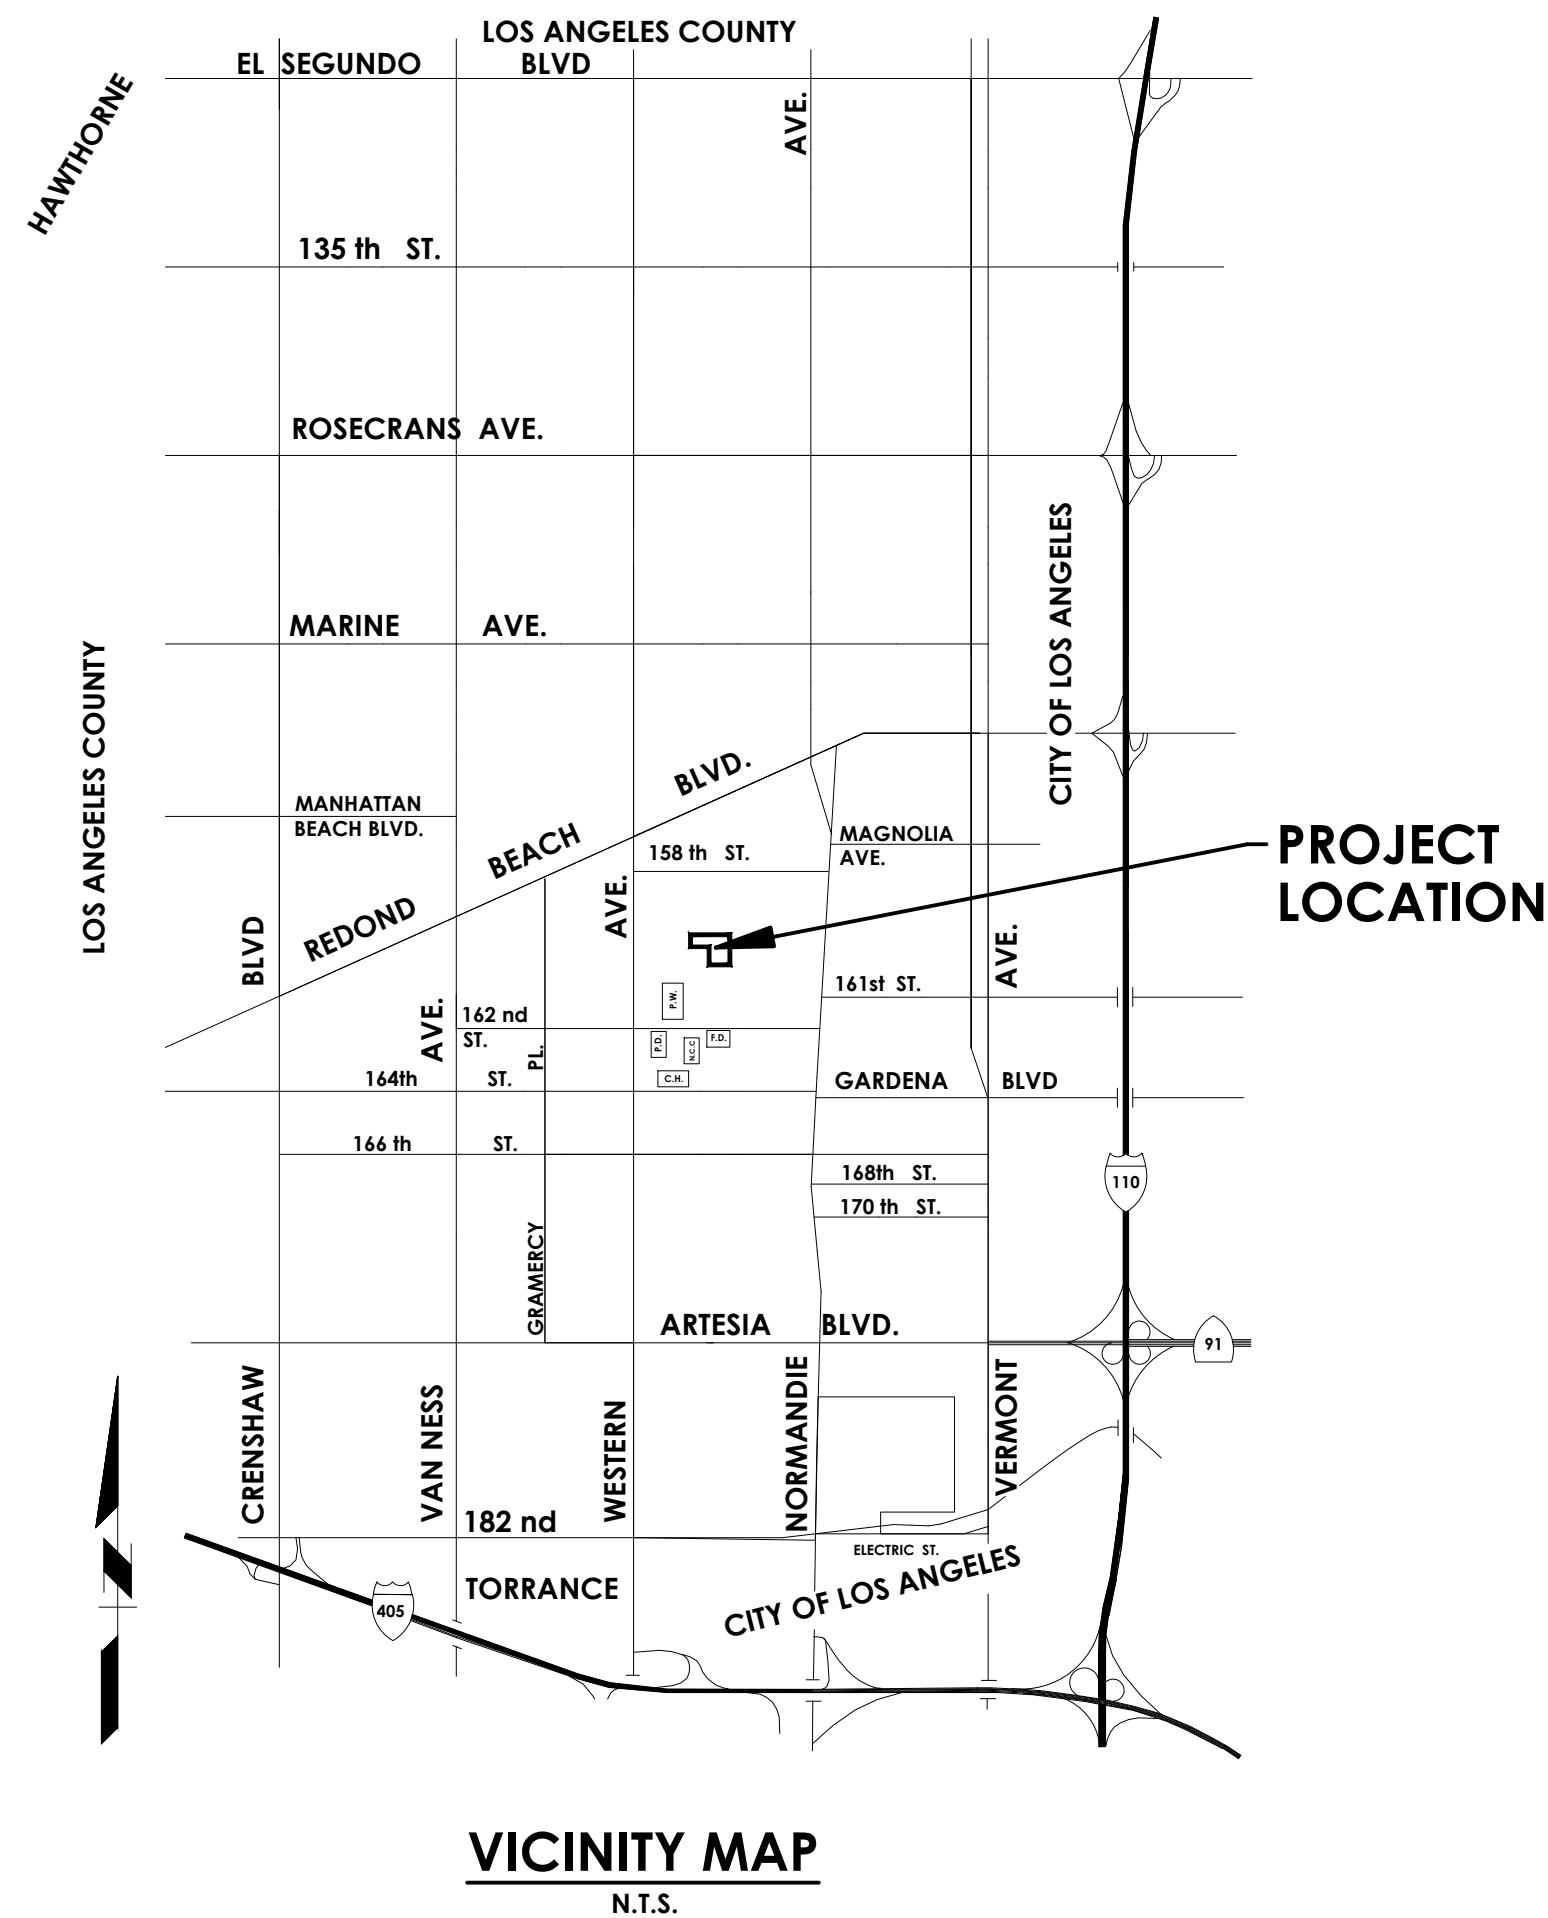 LOS ANGELES COUNTY
EL SEGUNDO BLVD
HAWTHORNE
AVE.
135 th ST.
ROSECRANS AVE.
CITY OF LOS ANGELES
MARINE AVE.
LOS ANGELES COUNTY
BLVD.
BEACH
REDOND
MANHATTAN
BEACH BLVD.
MAGNOLIA
AVE.
158 th ST.
PROJECT
LOCATION
AVE.
BLVD
AVE.
161st ST.
P.W.
AVE.
162 nd
ST.
P.D.
N.C.C
F.D.
PL.
C.H.
164th ST.
GARDENA BLVD
166 th ST.
168th ST.
110
170 th ST.
GRAMERCY
ARTESIA BLVD.
91
CRENSHAW
VAN NESS
WESTERN
NORMANDIE
VERMONT
182 nd
ELECTRIC ST.
CITY OF LOS ANGELES
TORRANCE
405
VICINITY MAP
N.T.S.